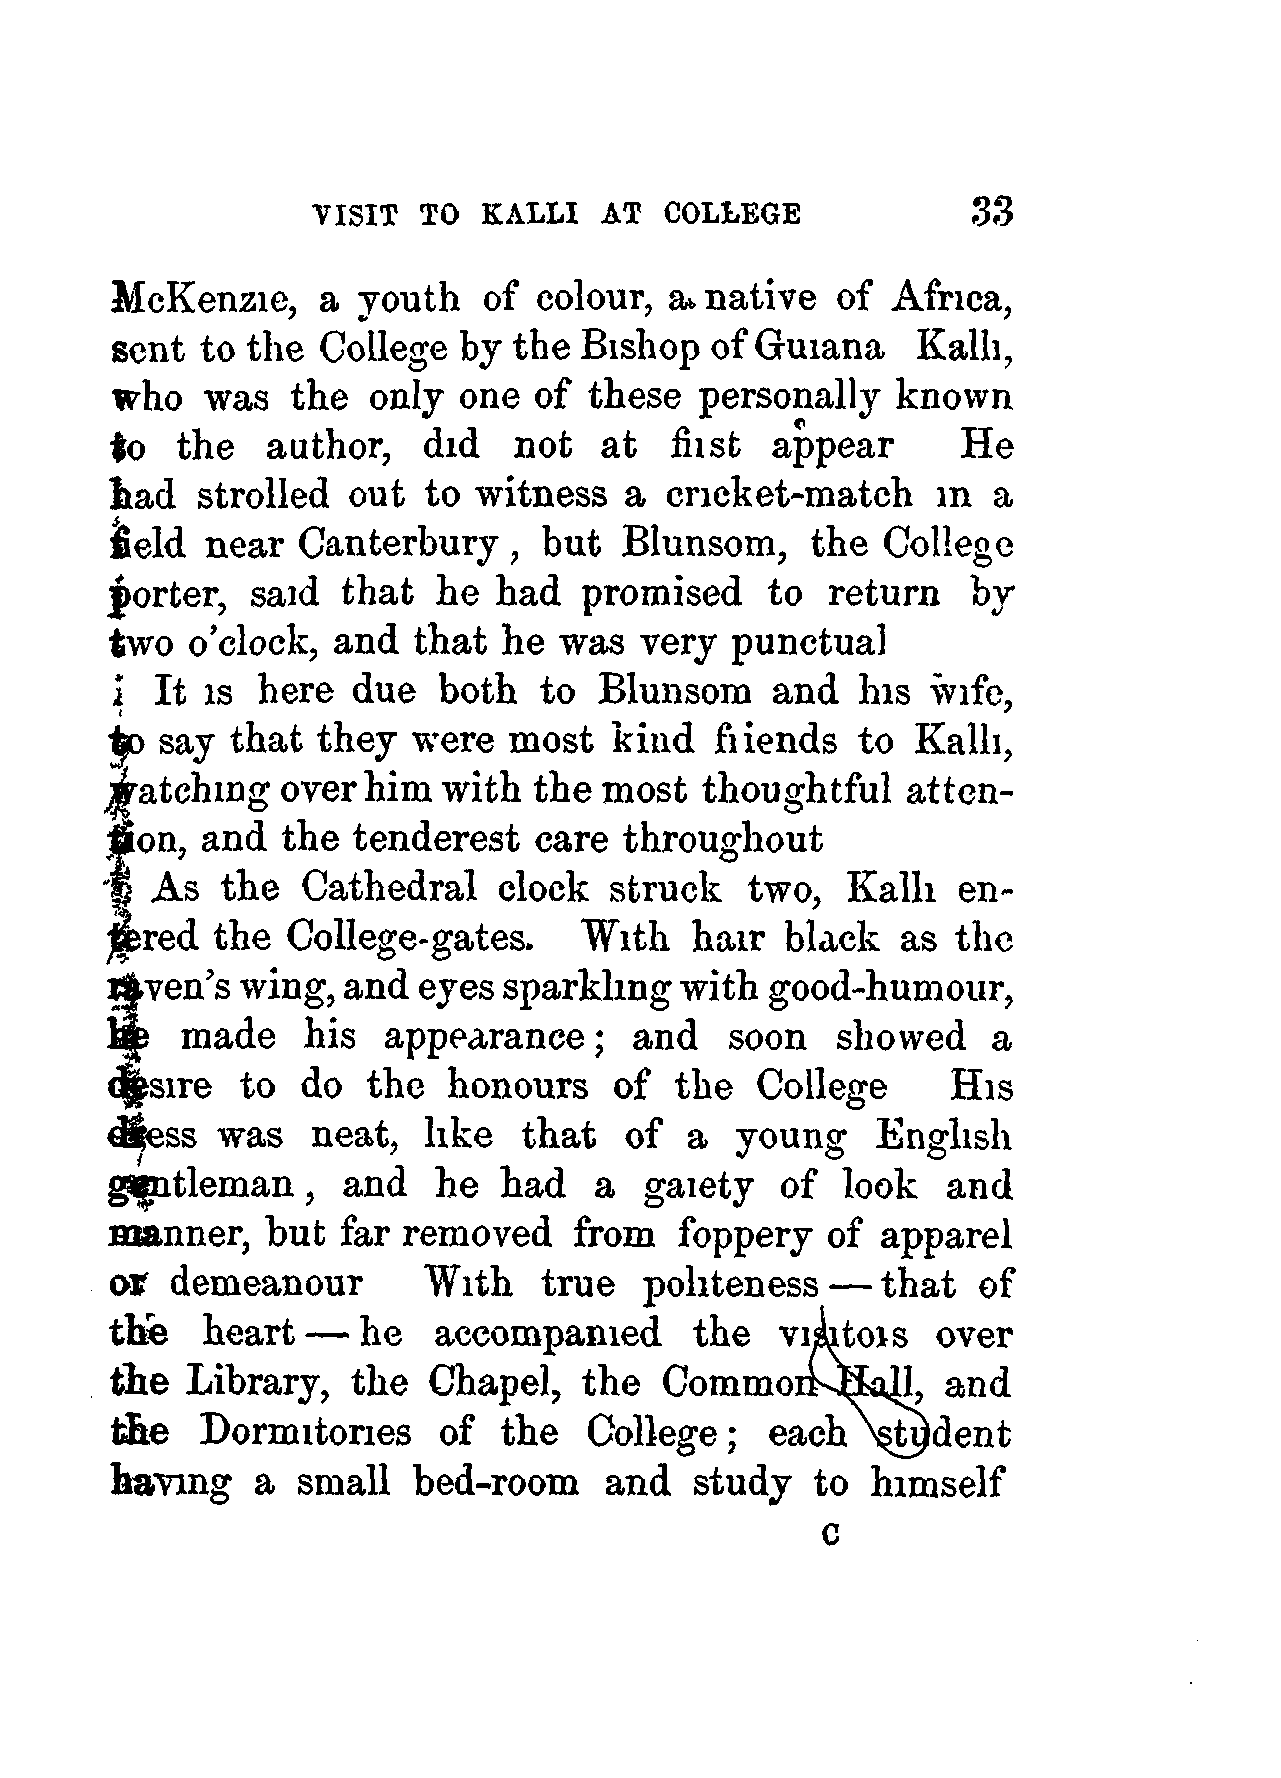 VISIT TO KALLI AT COLLEGE 33
McKenzie, a youth of colour, a native of Africa,
sent to the College by the Bishop of Guiana Kalli,
who was the only one of these personally known
to the author, did not at first appear He
had strolled out to witness a cricket-match in a
field near Canterbury, but Blunsom, the College
porter, said that he had promised to return by
two o'clock, and that he was very punctual
It is here due both to Blunsom and his wife,
to say that they were most kind friends to Kalli,
watching over him with the most thoughtful atten-
tion, and the tenderest care throughout
As the Cathedral clock struck two, Kalli en-
tered the College-gates. With hair black as the
raven's wing, and eyes sparkling with good-humour,
he made his appearance; and soon showed a
desire to do the honours of the College His
dress was neat, like that of a young English
gentleman, and he had a gaiety of look and
manner, but far removed from foppery of apparel
or demeanour With true politeness — that of
the heart — he accompanied the visitors over
the Library, the Chapel, the Common Hall, and
the Dormitories of the College; each student
having a small bed-room and study to himself
C